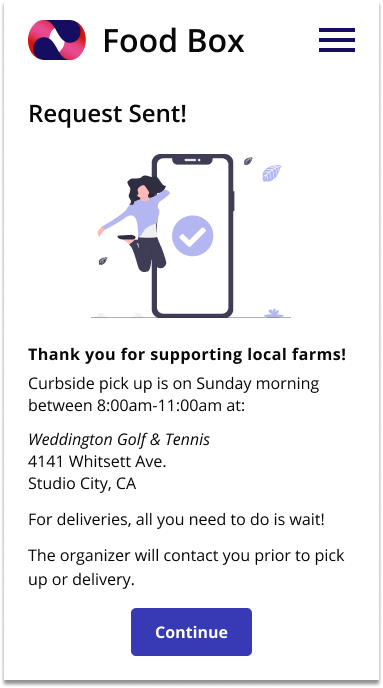 Food Box
Request Sent!
Thank you for supporting local farms!
Curbside pick up is on Sunday morning
between 8:00am-11:00am at:
Weddington Golf & Tennis
4141 Whitsett Ave.
Studio City, CA
For deliveries, all you need to do is wait!
The organizer will contact you prior to pick
up or delivery.
Continue